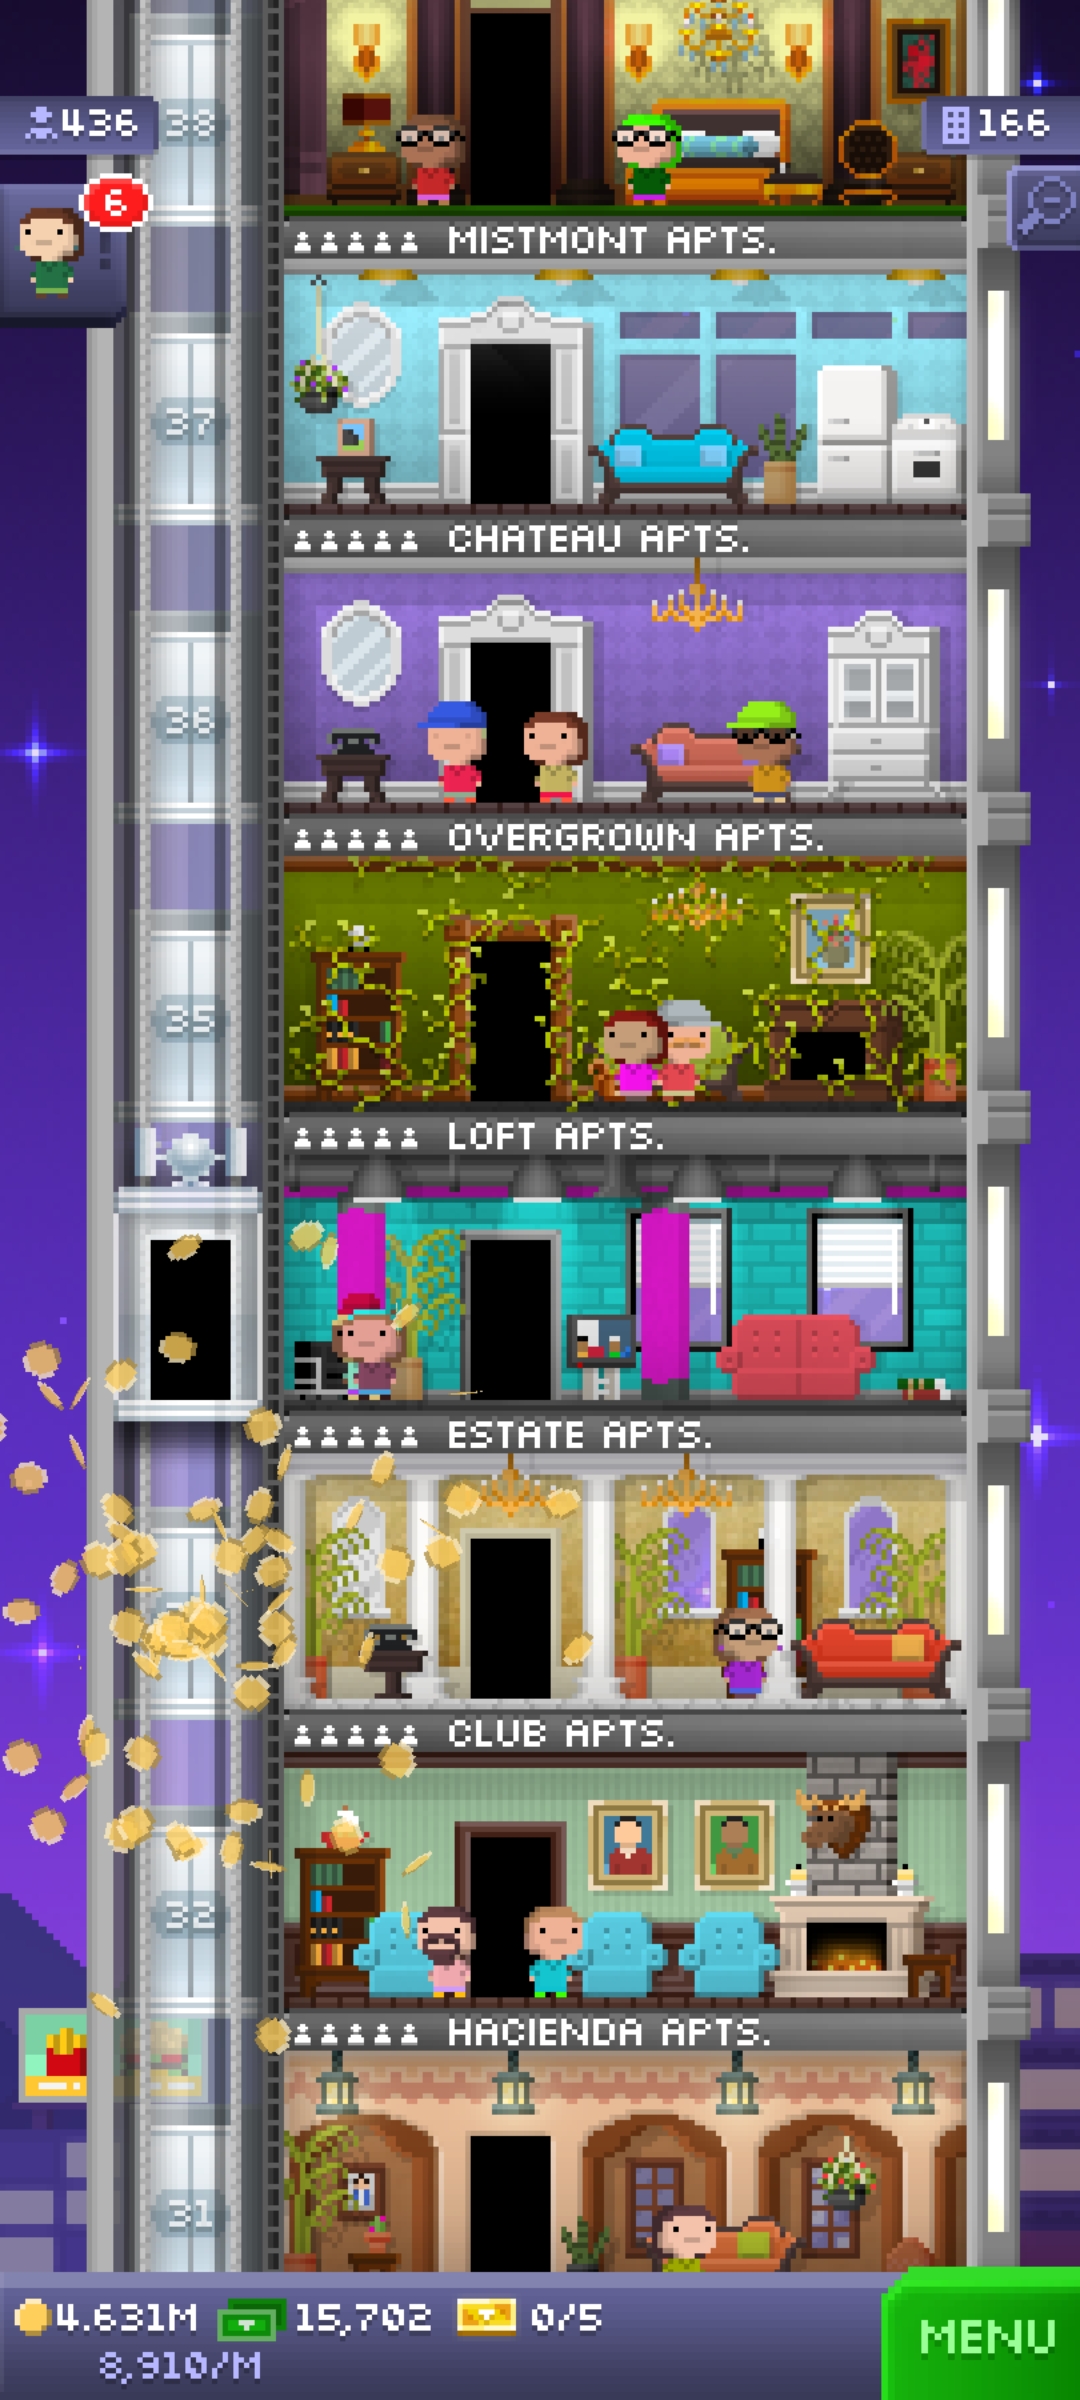 436
38
166
6
MISTMONT APTS.
37
CHATEAU APTS.
36
OVERGROWN APTS.
35
LOFT APTS.
ESTATE APTS.
CLUB APTS.
32
HACIENDA APTS.
31
4.631M 15,702 0/5
8,910/M
MENU